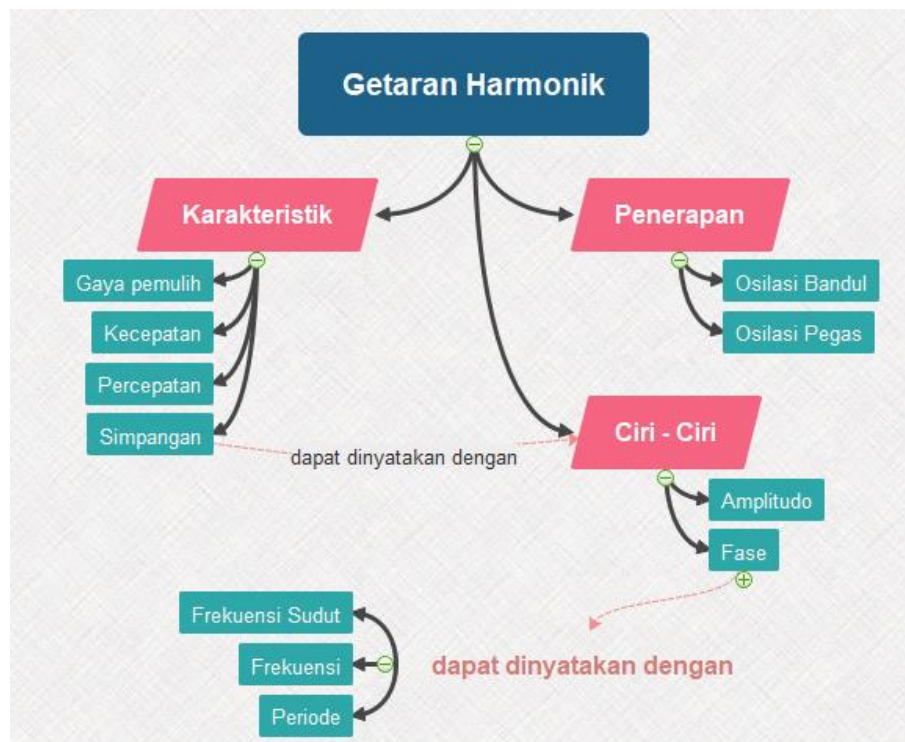 Getaran Harmonik
Karakteristik
Gaya pemulih
Kecepatan
Percepatan
Simpangan
dapat dinyatakan dengan
Penerapan
Osilasi Bandul
Osilasi Pegas
Ciri - Ciri
Amplitudo
Fase
dapat dinyatakan dengan
Frekuensi Sudut
Frekuensi
Periode